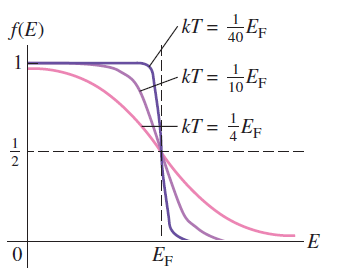 f(E)
kT = 1/40 E_F
1
kT = 1/10 E_F
kT = 1/4 E_F
1/2
E
0
E_F